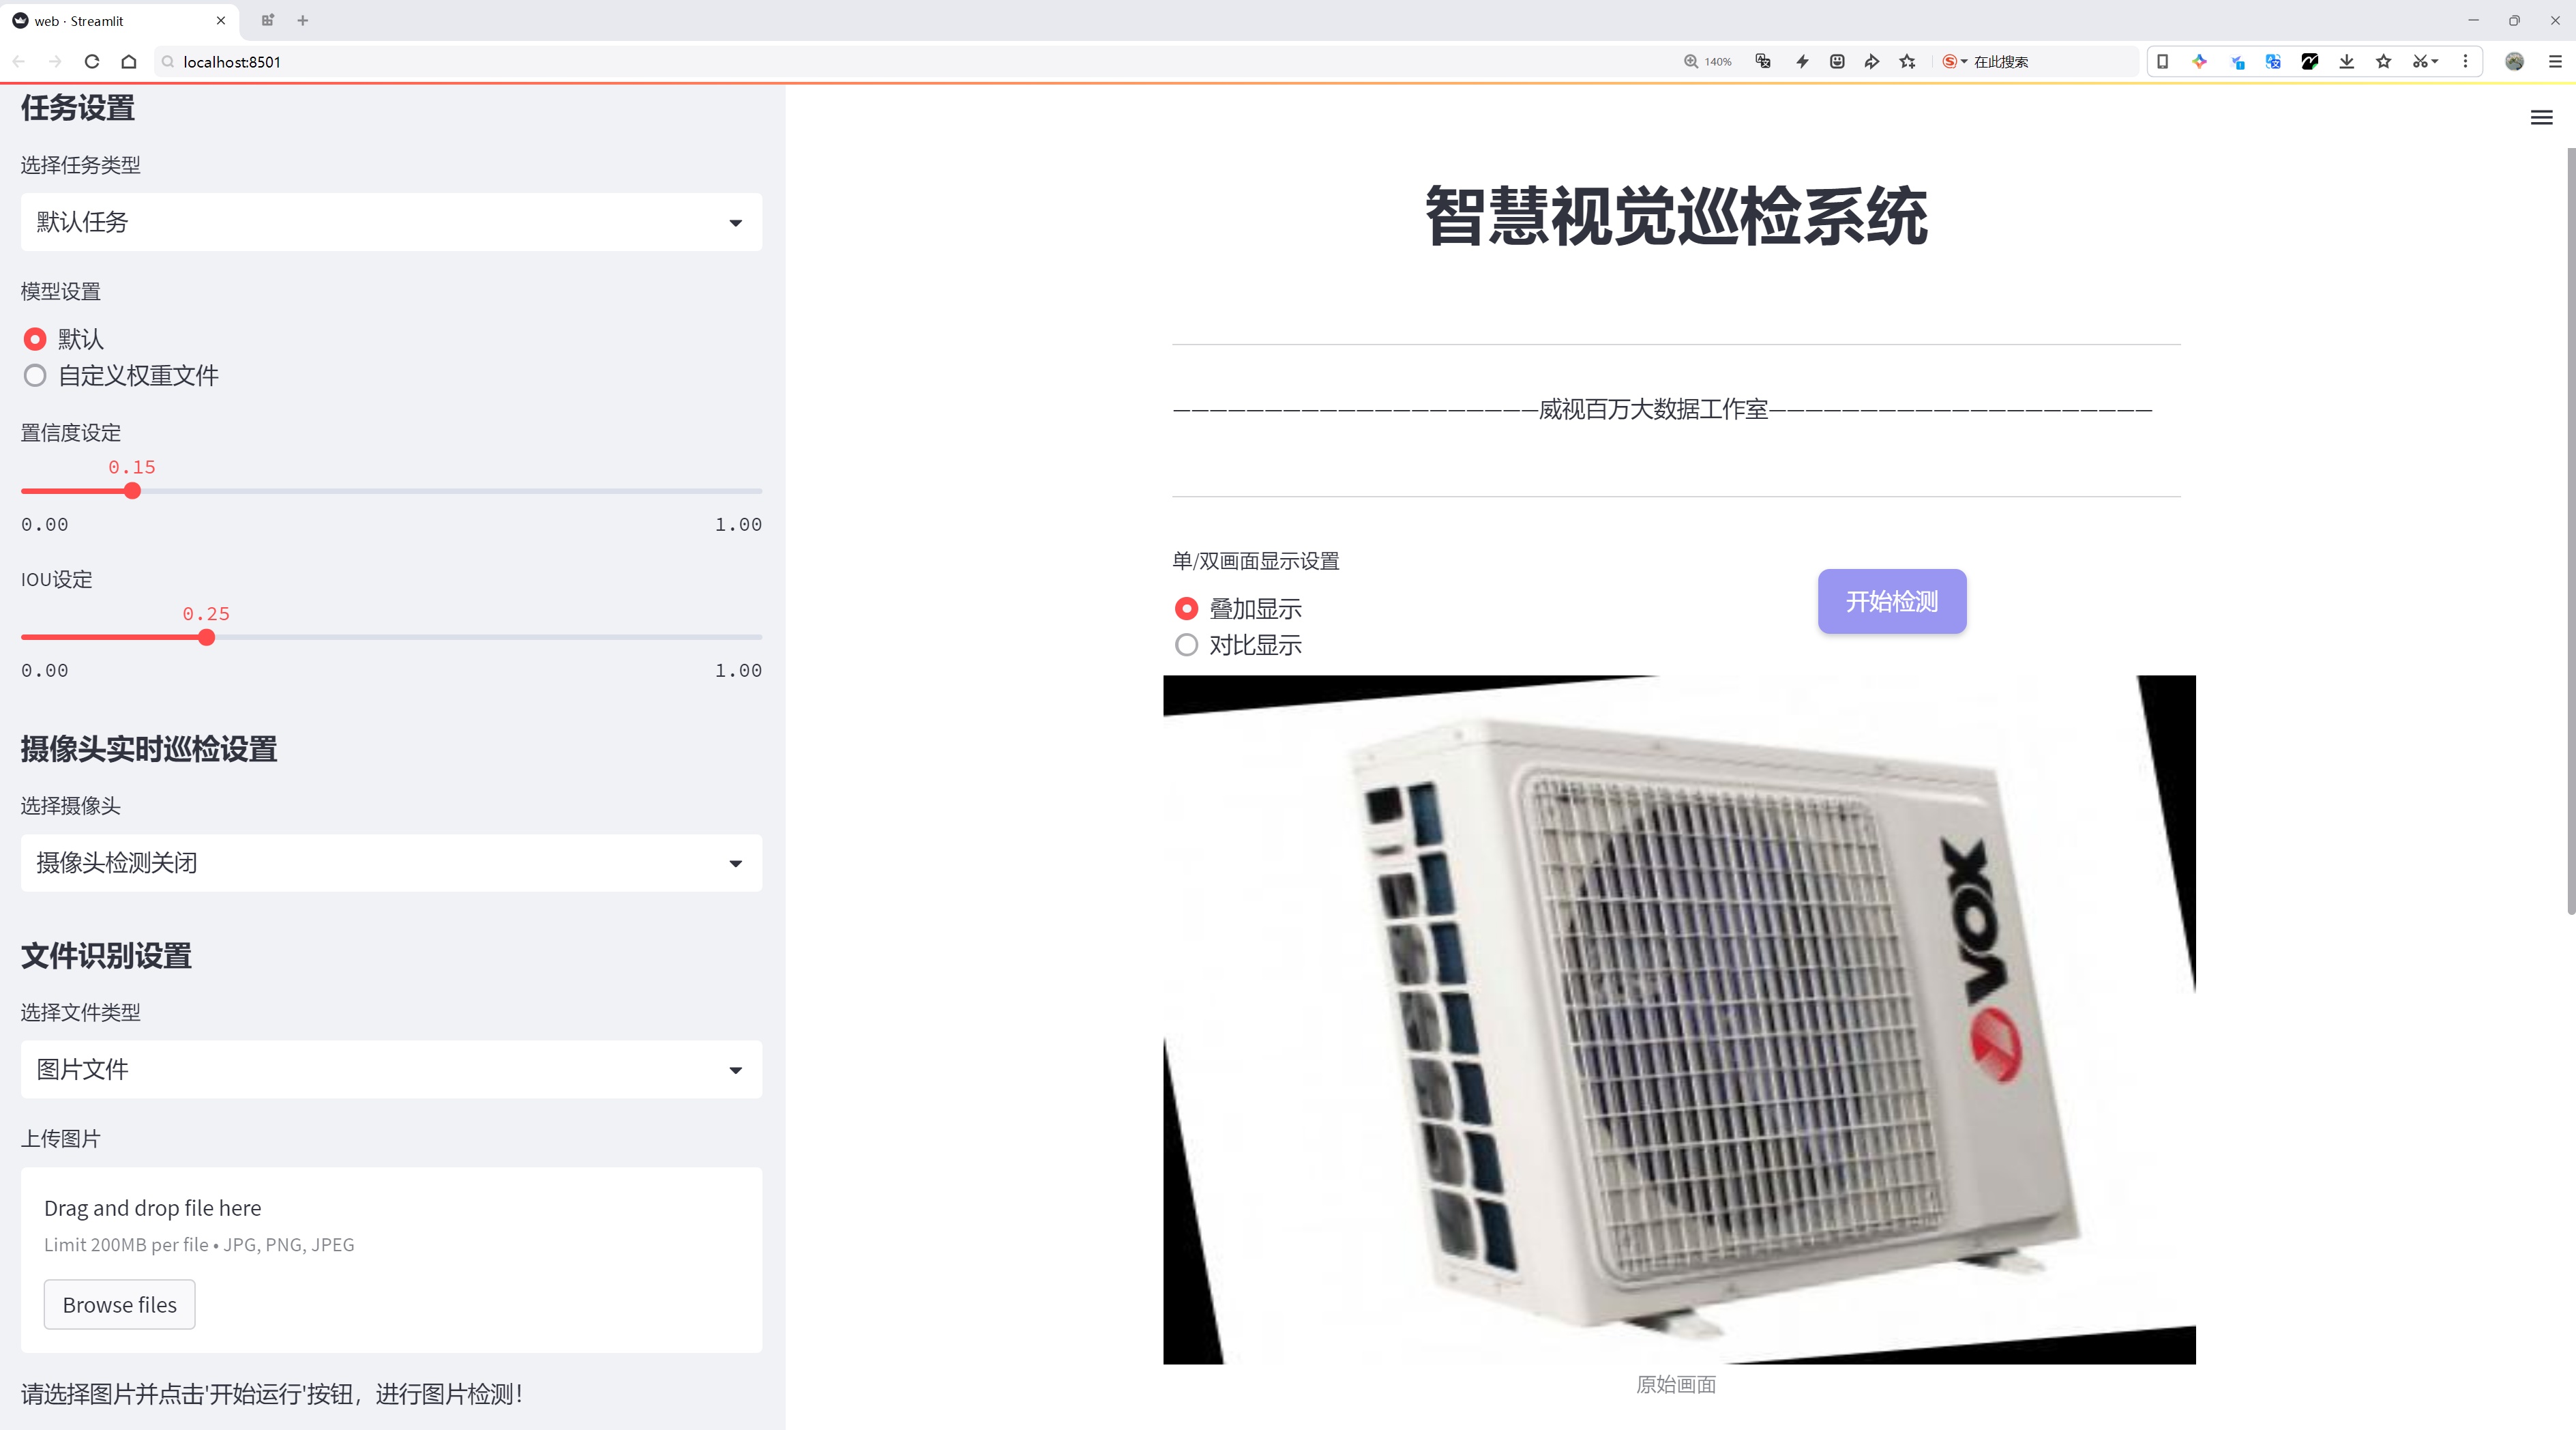 web · Streamlit
localhost:8501
140%
在此搜索
任务设置
选择任务类型
默认任务
模型设置
默认
自定义权重文件
置信度设定
0.15
0.00
1.00
IOU设定
0.25
0.00
1.00
摄像头实时巡检设置
选择摄像头
摄像头检测关闭
文件识别设置
选择文件类型
图片文件
上传图片
Drag and drop file here
Limit 200MB per file • JPG, PNG, JPEG
Browse files
请选择图片并点击'开始运行'按钮，进行图片检测！
智慧视觉巡检系统
—————————————————————威视百万大数据工作室——————————————————————
单/双画面显示设置
叠加显示
对比显示
开始检测
VOX
原始画面